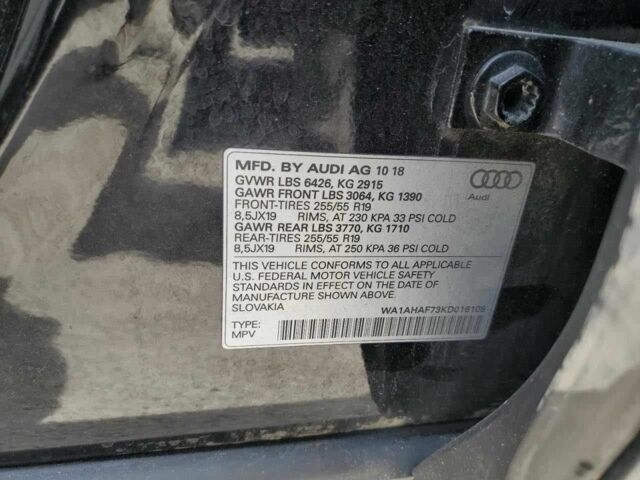 MFD. BY AUDI AG 10 18
GVWR LBS 6426, KG 2915
GAWR FRONT LBS 3064, KG 1390
FRONT-TIRES 255/55 R19
8,5JX19 RIMS, AT 230 KPA 33 PSI COLD
GAWR REAR LBS 3770, KG 1710
REAR-TIRES 255/55 R19
8,5JX19 RIMS, AT 250 KPA 36 PSI COLD
Audi
THIS VEHICLE CONFORMS TO ALL APPLICABLE
U.S. FEDERAL MOTOR VEHICLE SAFETY
STANDARDS IN EFFECT ON THE DATE OF
MANUFACTURE SHOWN ABOVE.
SLOVAKIA
WA1AHAF73KD016108
TYPE:
MPV